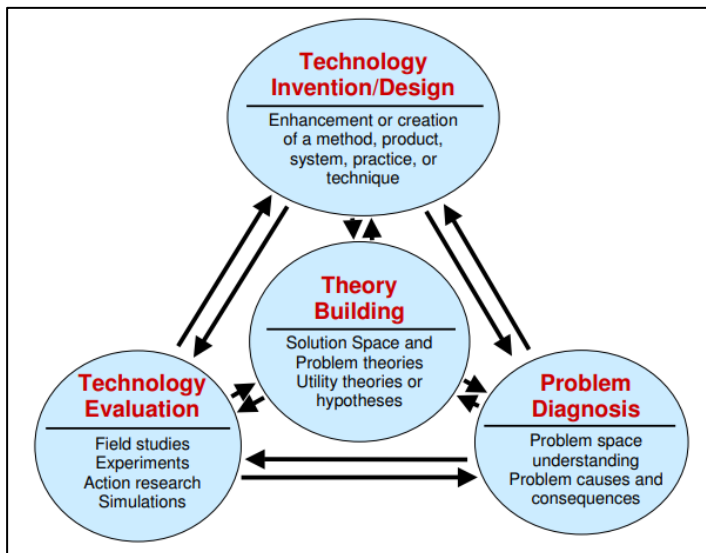 Technology
Invention/Design
Enhancement or creation
of a method, product,
system, practice, or
technique
Theory
Building
Solution Space and
Problem theories
Utility theories or
hypotheses
Technology
Evaluation
Field studies
Experiments
Action research
Simulations
Problem
Diagnosis
Problem space
understanding
Problem causes and
consequences